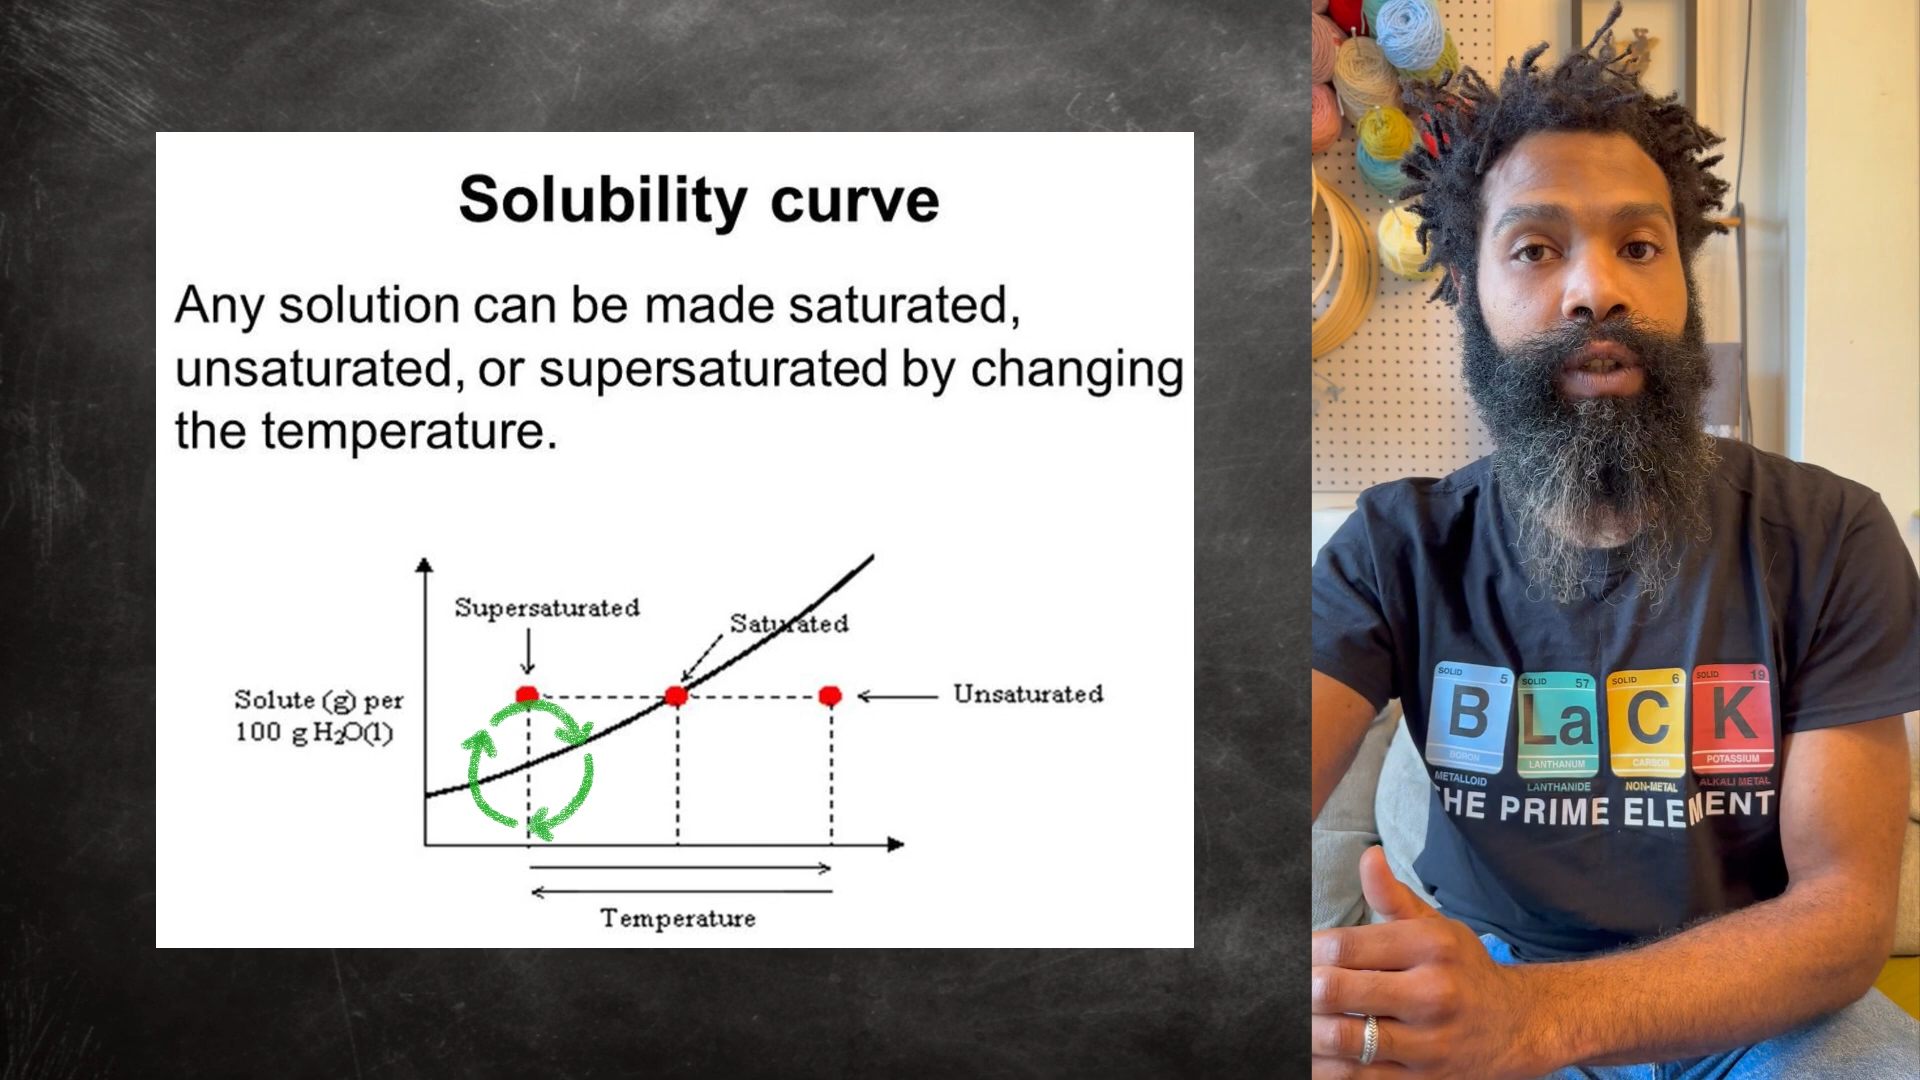 Solubility curve
Any solution can be made saturated,
unsaturated, or supersaturated by changing
the temperature.
Supersaturated
Saturated
Solute (g) per
100 g H₂O(l)
Unsaturated
Temperature
SOLID 5
B
BORON
METALLOID
SOLID 57
La
LANTHANUM
LANTHANIDE
SOLID 6
C
CARBON
NON-METAL
SOLID 19
K
POTASSIUM
ALKALI METAL
THE PRIME ELEMENT